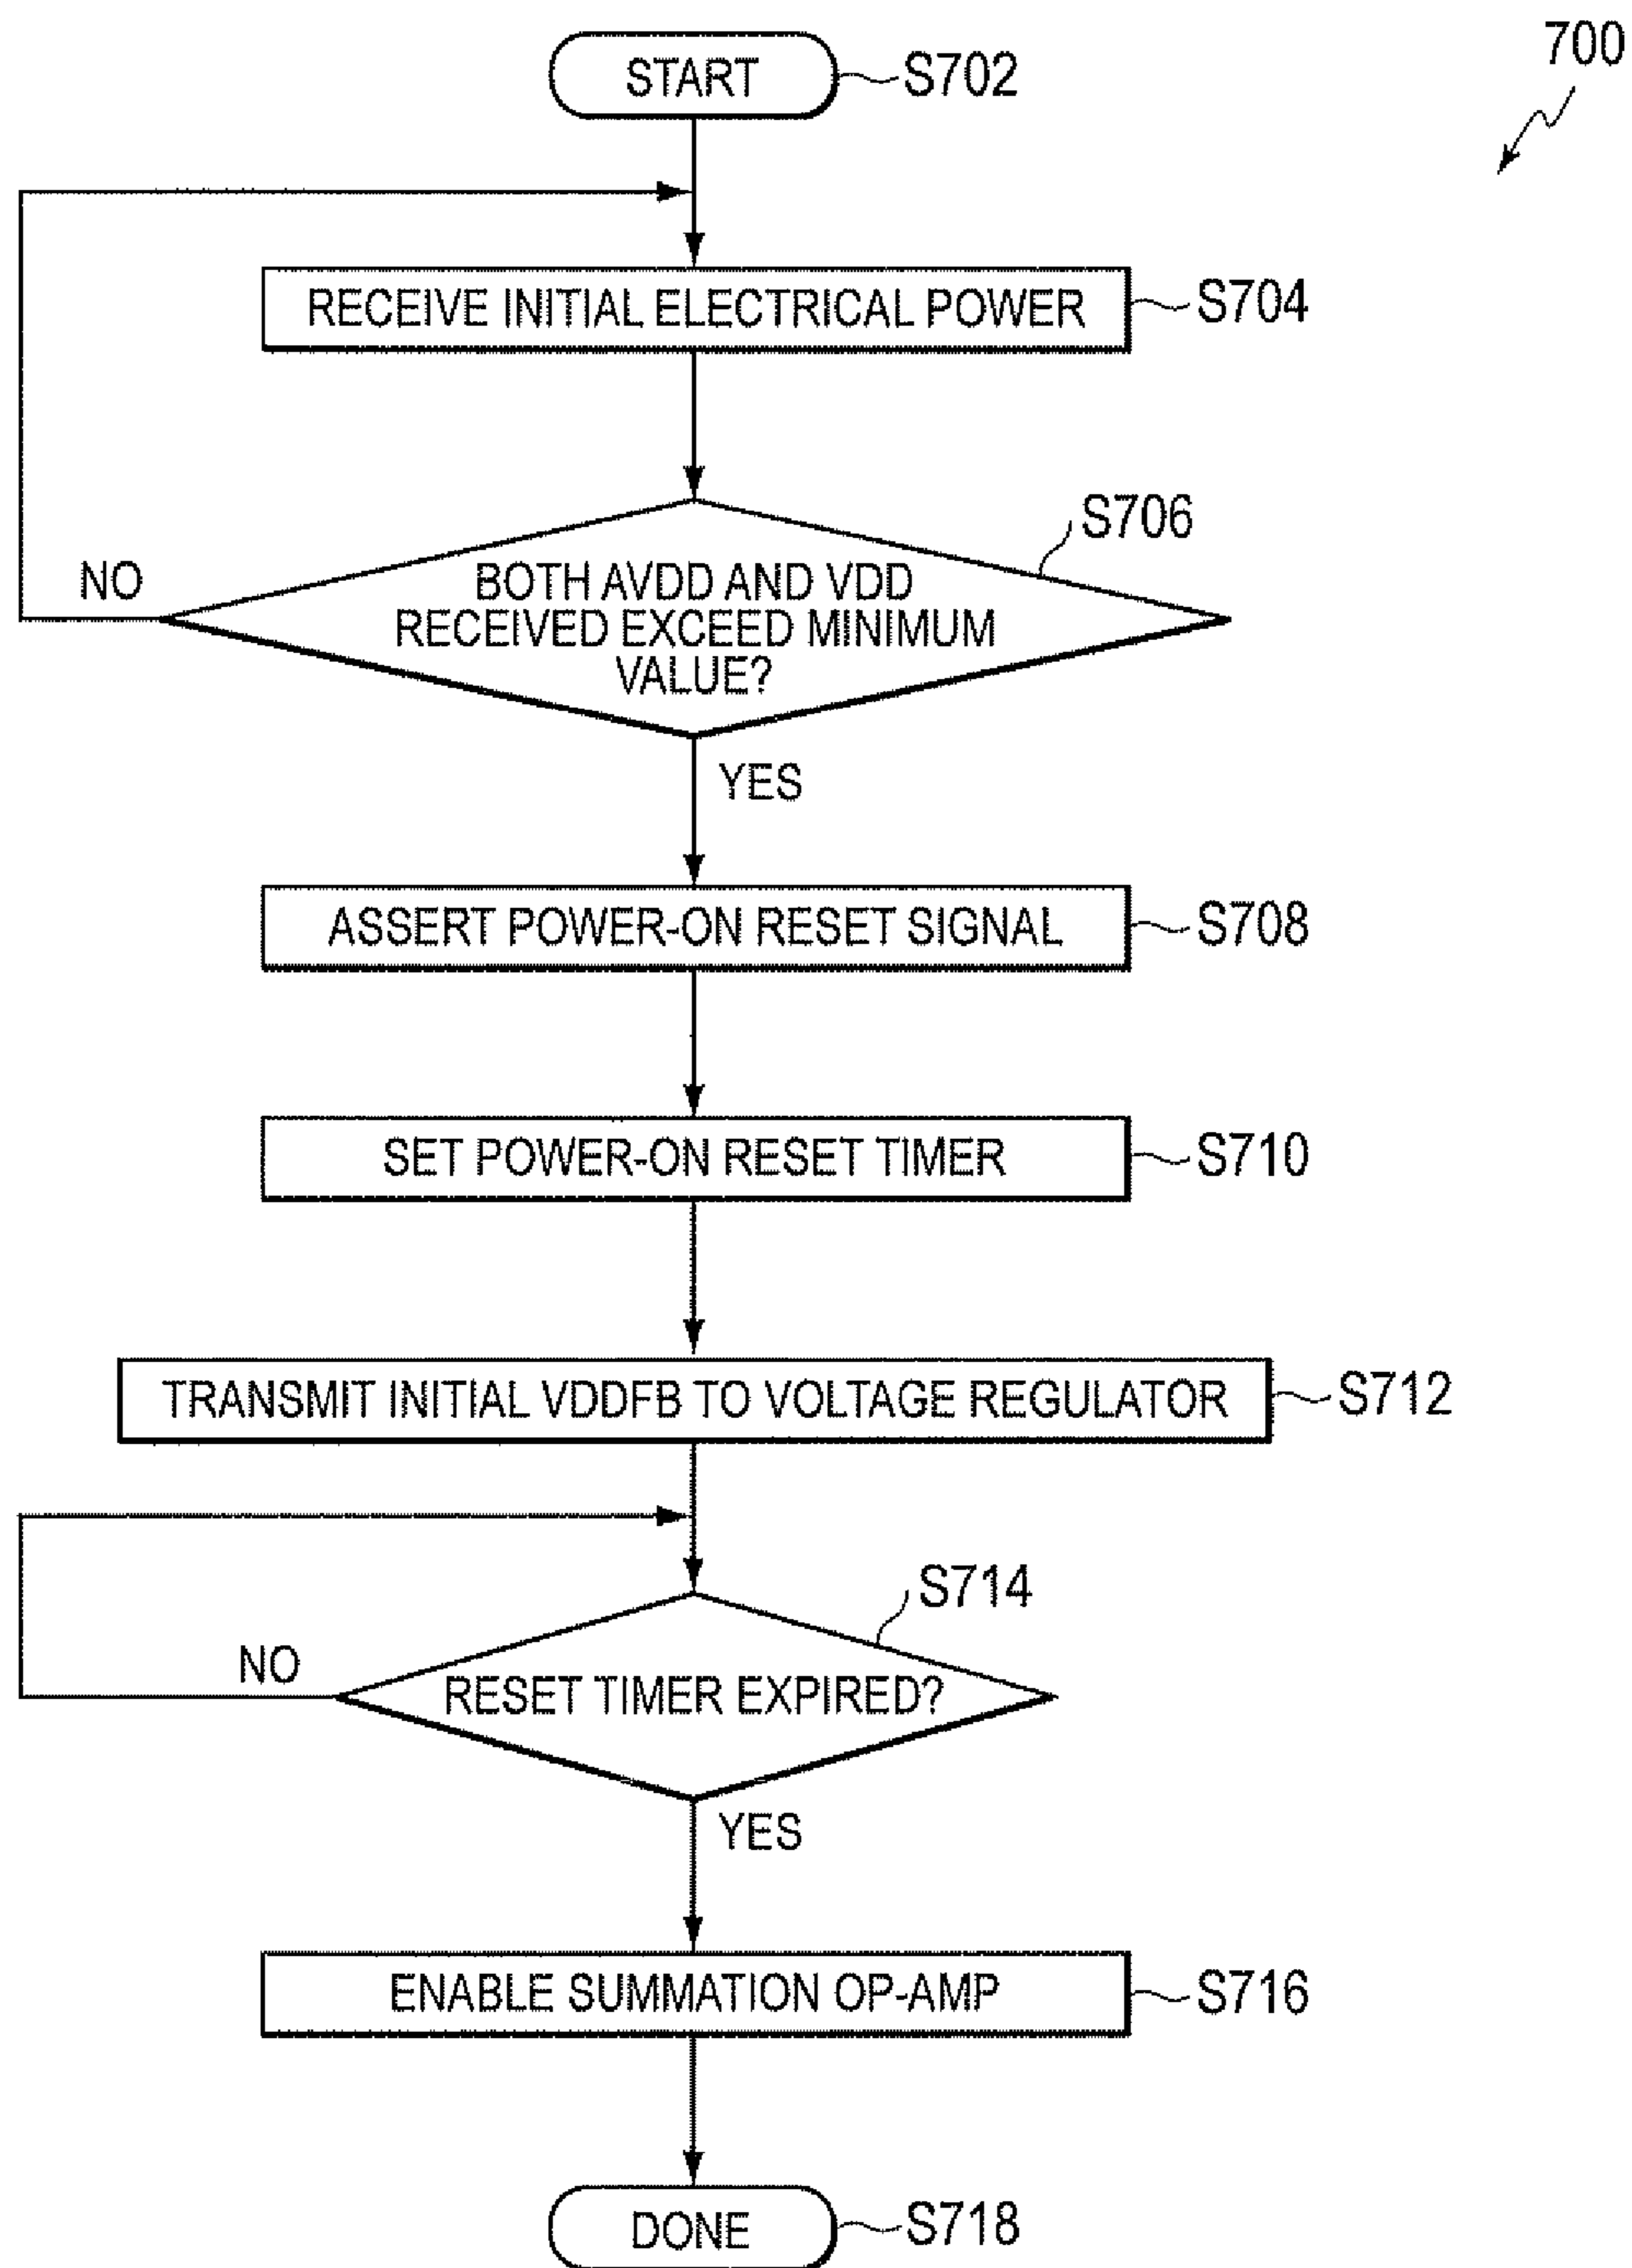 700
START
S702
RECEIVE INITIAL ELECTRICAL POWER
S704
S706
BOTH AVDD AND VDD
RECEIVED EXCEED MINIMUM
VALUE?
NO
YES
ASSERT POWER-ON RESET SIGNAL
S708
SET POWER-ON RESET TIMER
S710
TRANSMIT INITIAL VDDFB TO VOLTAGE REGULATOR
S712
S714
NO
RESET TIMER EXPIRED?
YES
ENABLE SUMMATION OP-AMP
S716
DONE
S718